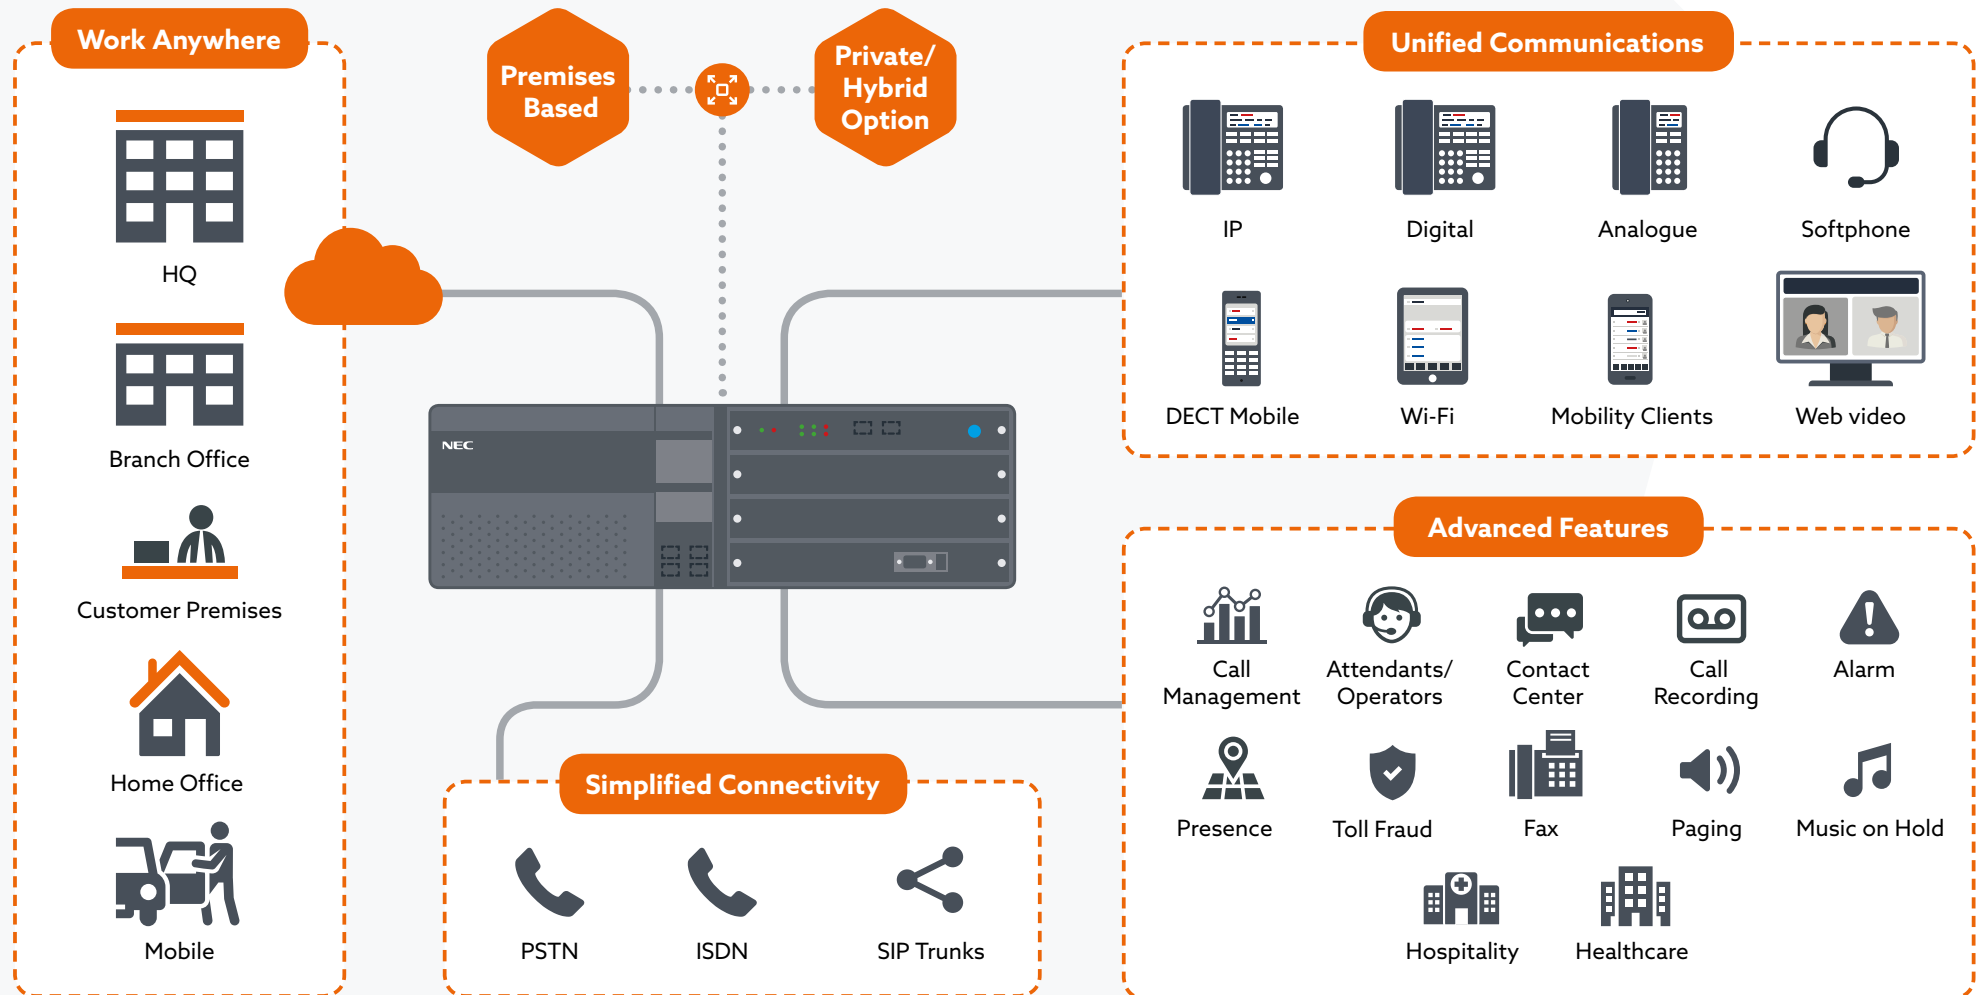 Work Anywhere
HQ
Branch Office
Customer Premises
Home Office
Mobile
Premises
Based
Private/
Hybrid
Option
NEC
Simplified Connectivity
PSTN
ISDN
SIP Trunks
Unified Communications
IP
Digital
Analogue
Softphone
DECT Mobile
Wi-Fi
Mobility Clients
Web video
Advanced Features
Call
Management
Attendants/
Operators
Contact
Center
Call
Recording
Alarm
Presence
Toll Fraud
Fax
Paging
Music on Hold
Hospitality
Healthcare